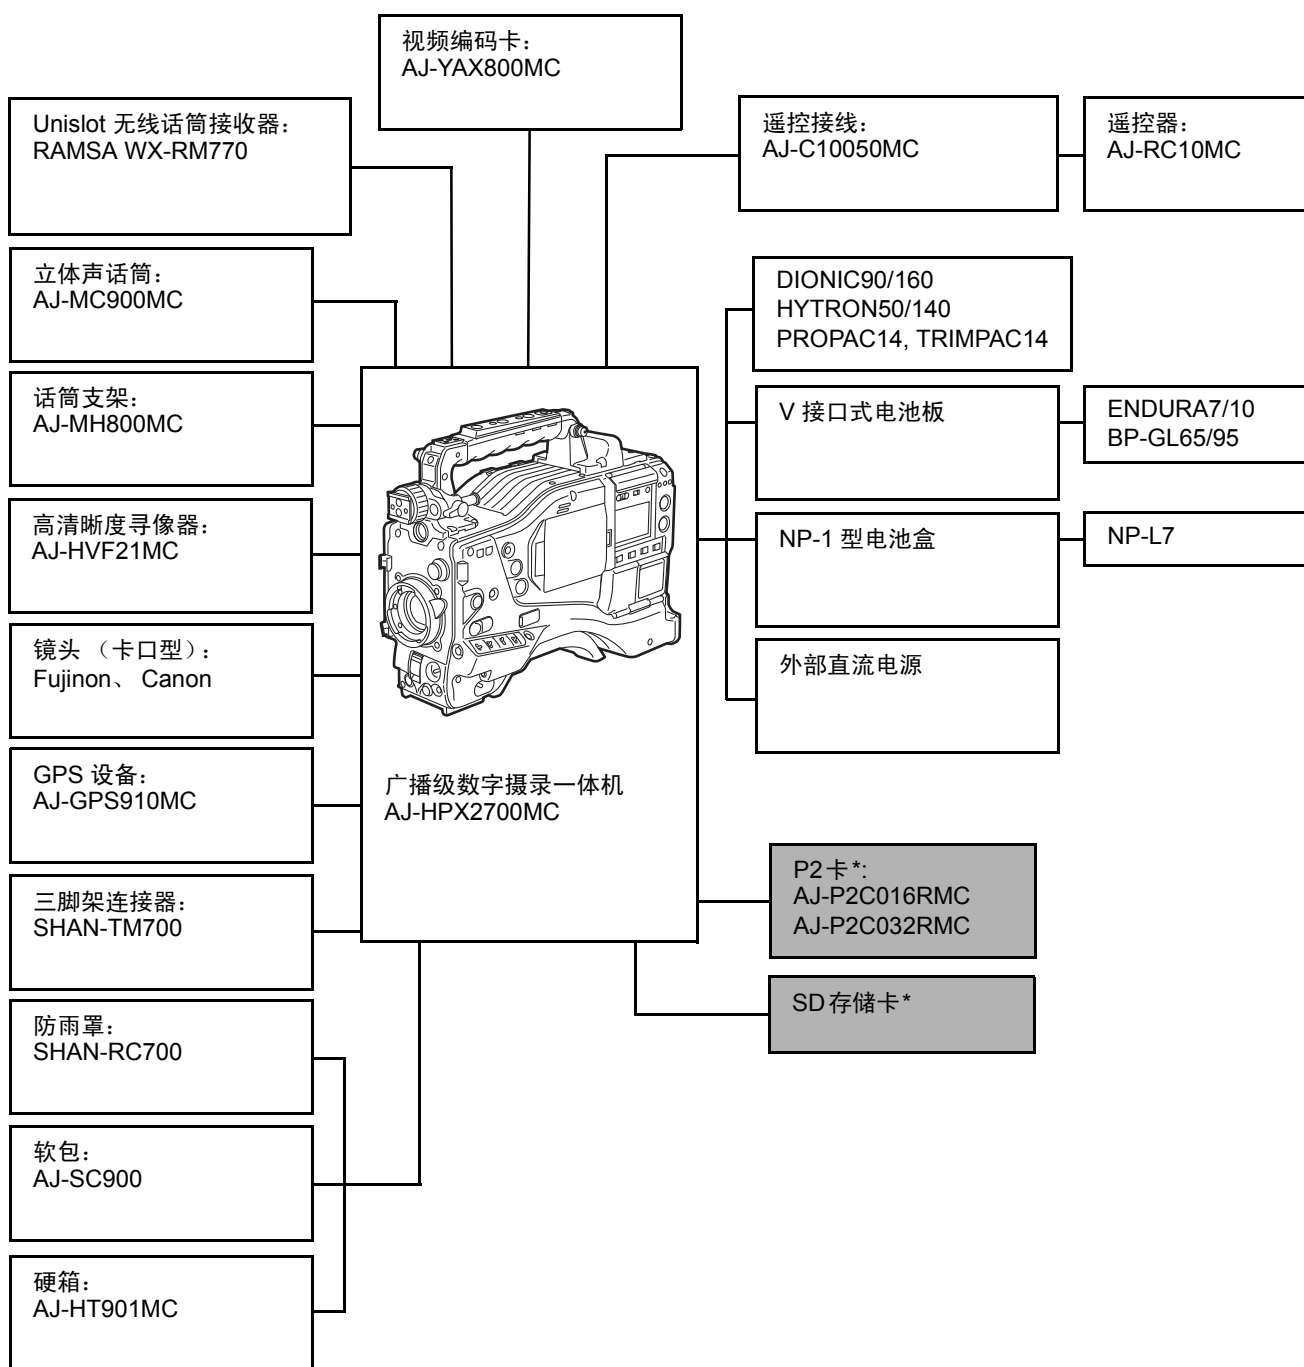 视频编码卡：
AJ-YAX800MC
Unislot 无线话筒接收器：
RAMSA WX-RM770
遥控接线：
AJ-C10050MC
遥控器：
AJ-RC10MC
立体声话筒：
AJ-MC900MC
DIONIC90/160
HYTRON50/140
PROPAC14, TRIMPAC14
话筒支架：
AJ-MH800MC
V 接口式电池板
ENDURA7/10
BP-GL65/95
高清晰度寻像器：
AJ-HVF21MC
NP-1 型电池盒
NP-L7
镜头 （卡口型）：
Fujinon、 Canon
外部直流电源
GPS 设备：
AJ-GPS910MC
广播级数字摄录一体机
AJ-HPX2700MC
三脚架连接器：
SHAN-TM700
P2卡*:
AJ-P2C016RMC
AJ-P2C032RMC
SD存储卡*
防雨罩：
SHAN-RC700
软包：
AJ-SC900
硬箱：
AJ-HT901MC